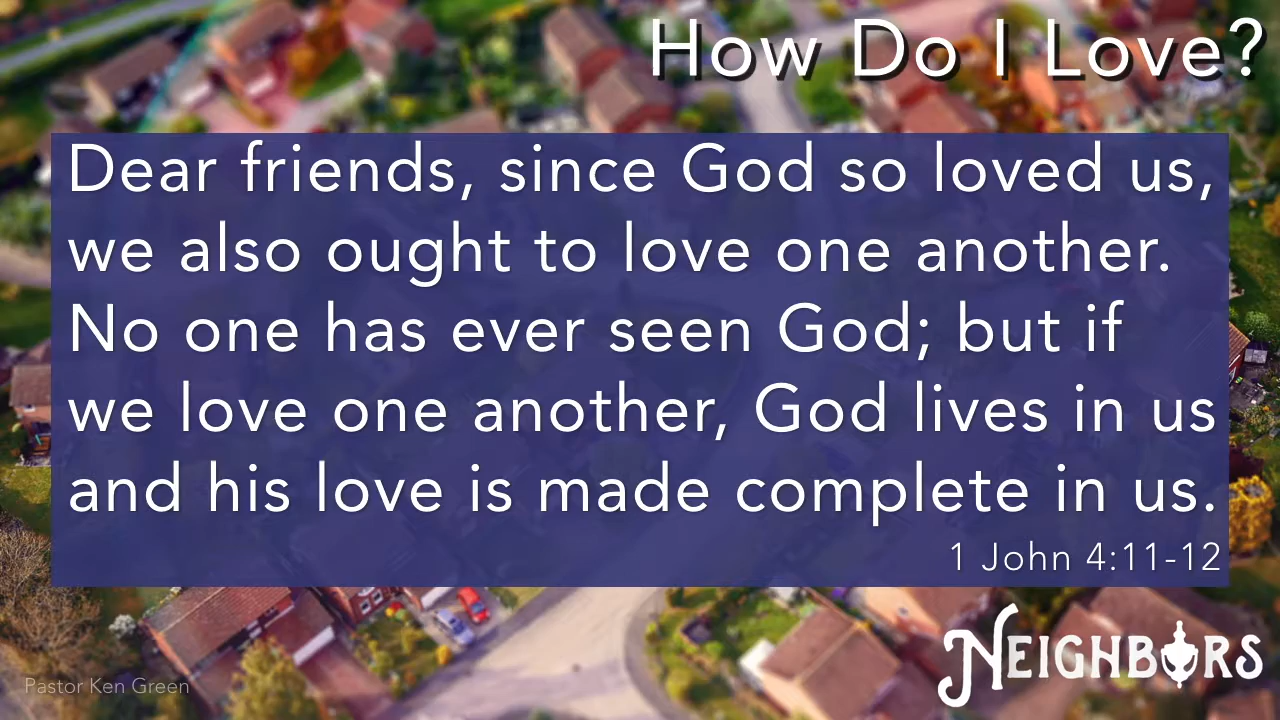 How Do I Love?
Dear friends, since God so loved us,
we also ought to love one another.
No one has ever seen God; but if
we love one another, God lives in us
and his love is made complete in us.
1 John 4:11-12
Pastor Ken Green
NEIGHBORS